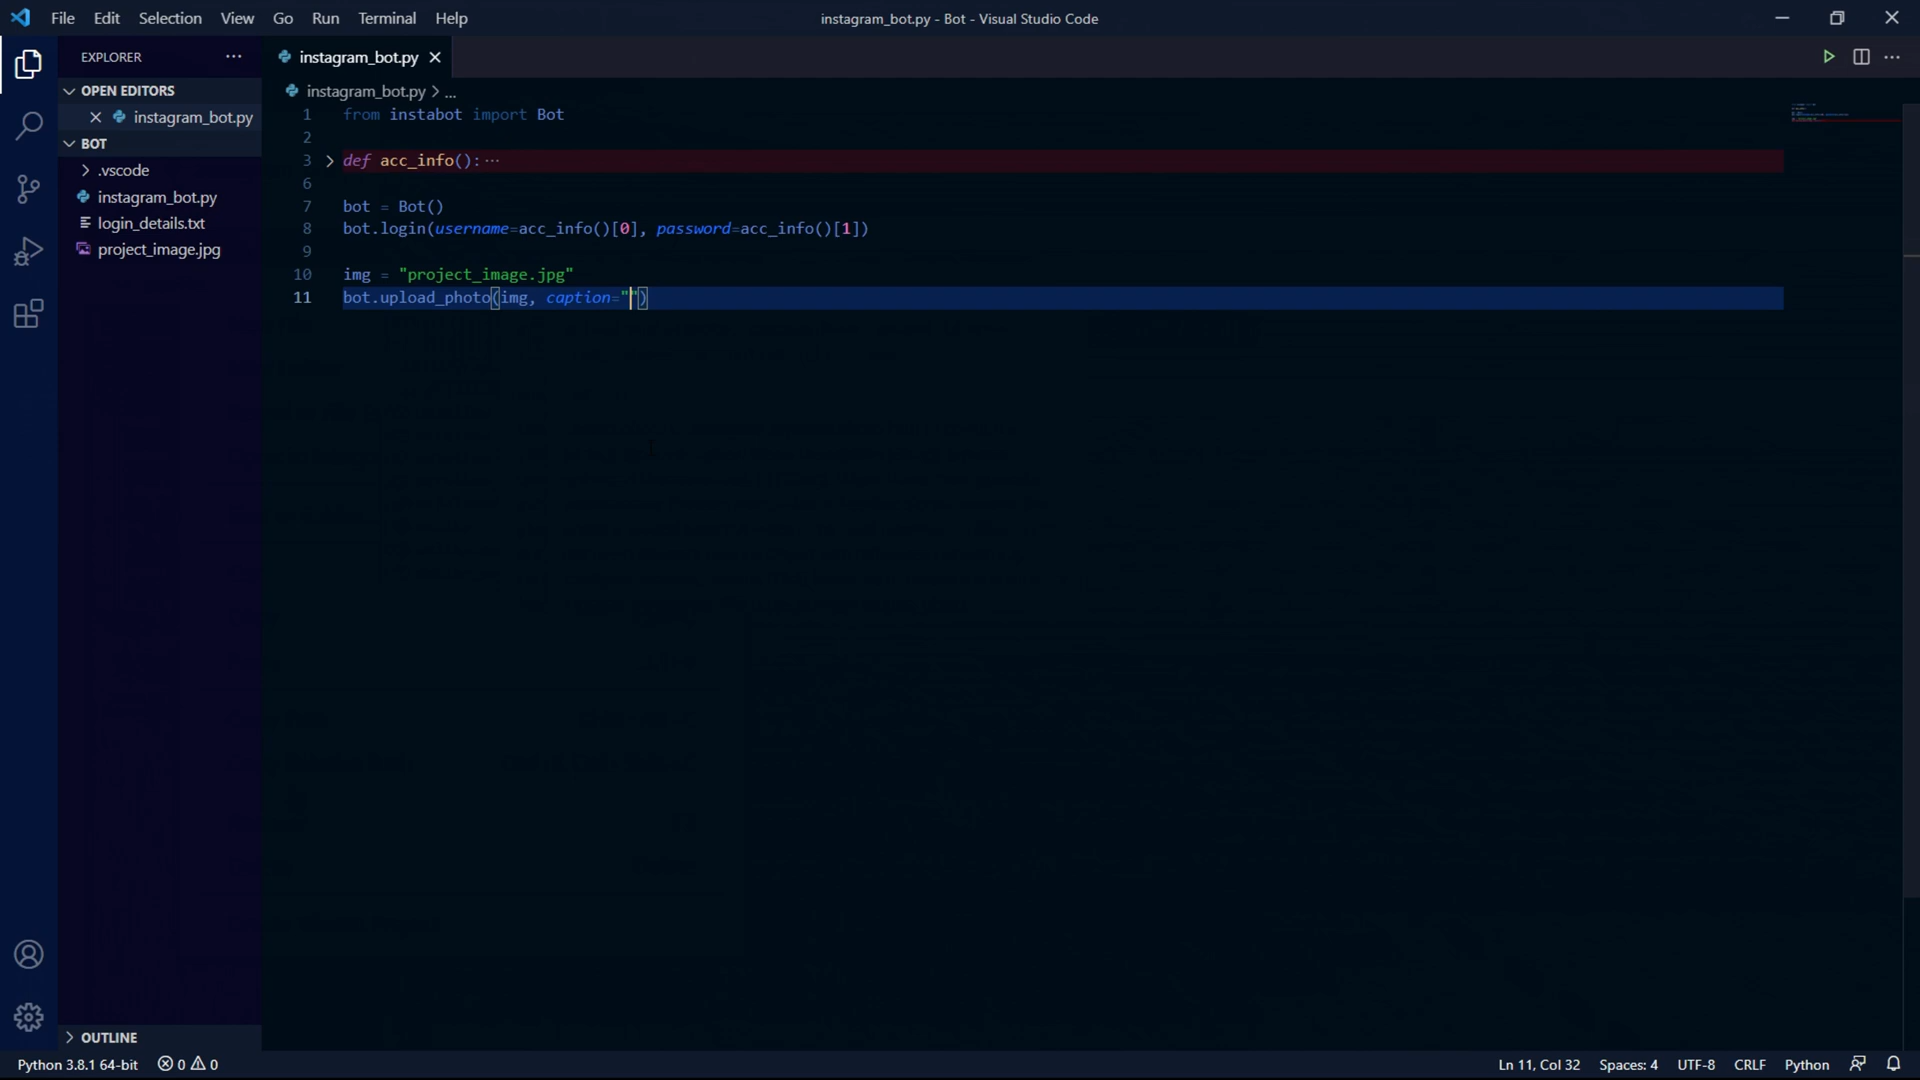 File Edit Selection View Go Run Terminal Help
instagram_bot.py - Bot - Visual Studio Code
EXPLORER ···
OPEN EDITORS
instagram_bot.py
BOT
.vscode
instagram_bot.py
login_details.txt
project_image.jpg
OUTLINE
instagram_bot.py
instagram_bot.py > ...
1 from instabot import Bot
2
3 def acc_info():···
6
7 bot = Bot()
8 bot.login(username=acc_info()[0], password=acc_info()[1])
9
10 img = "project_image.jpg"
11 bot.upload_photo(img, caption="")
Python 3.8.1 64-bit 0 0
Ln 11, Col 32 Spaces: 4 UTF-8 CRLF Python